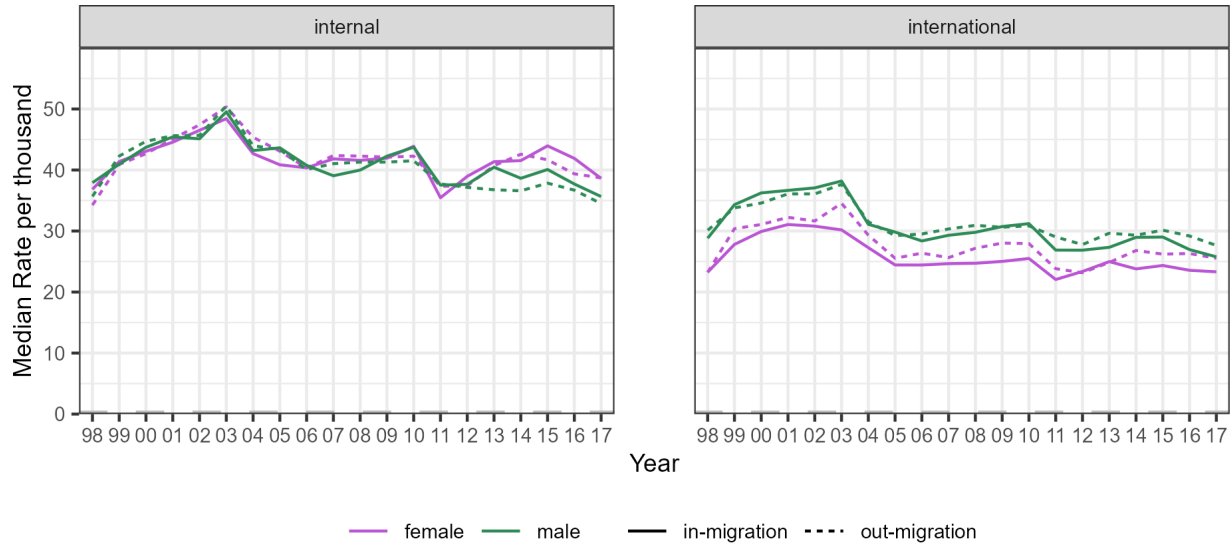 internal
international
Median Rate per thousand
50
40
30
20
10
0
98 99 00 01 02 03 04 05 06 07 08 09 10 11 12 13 14 15 16 17
98 99 00 01 02 03 04 05 06 07 08 09 10 11 12 13 14 15 16 17
Year
female male in-migration out-migration